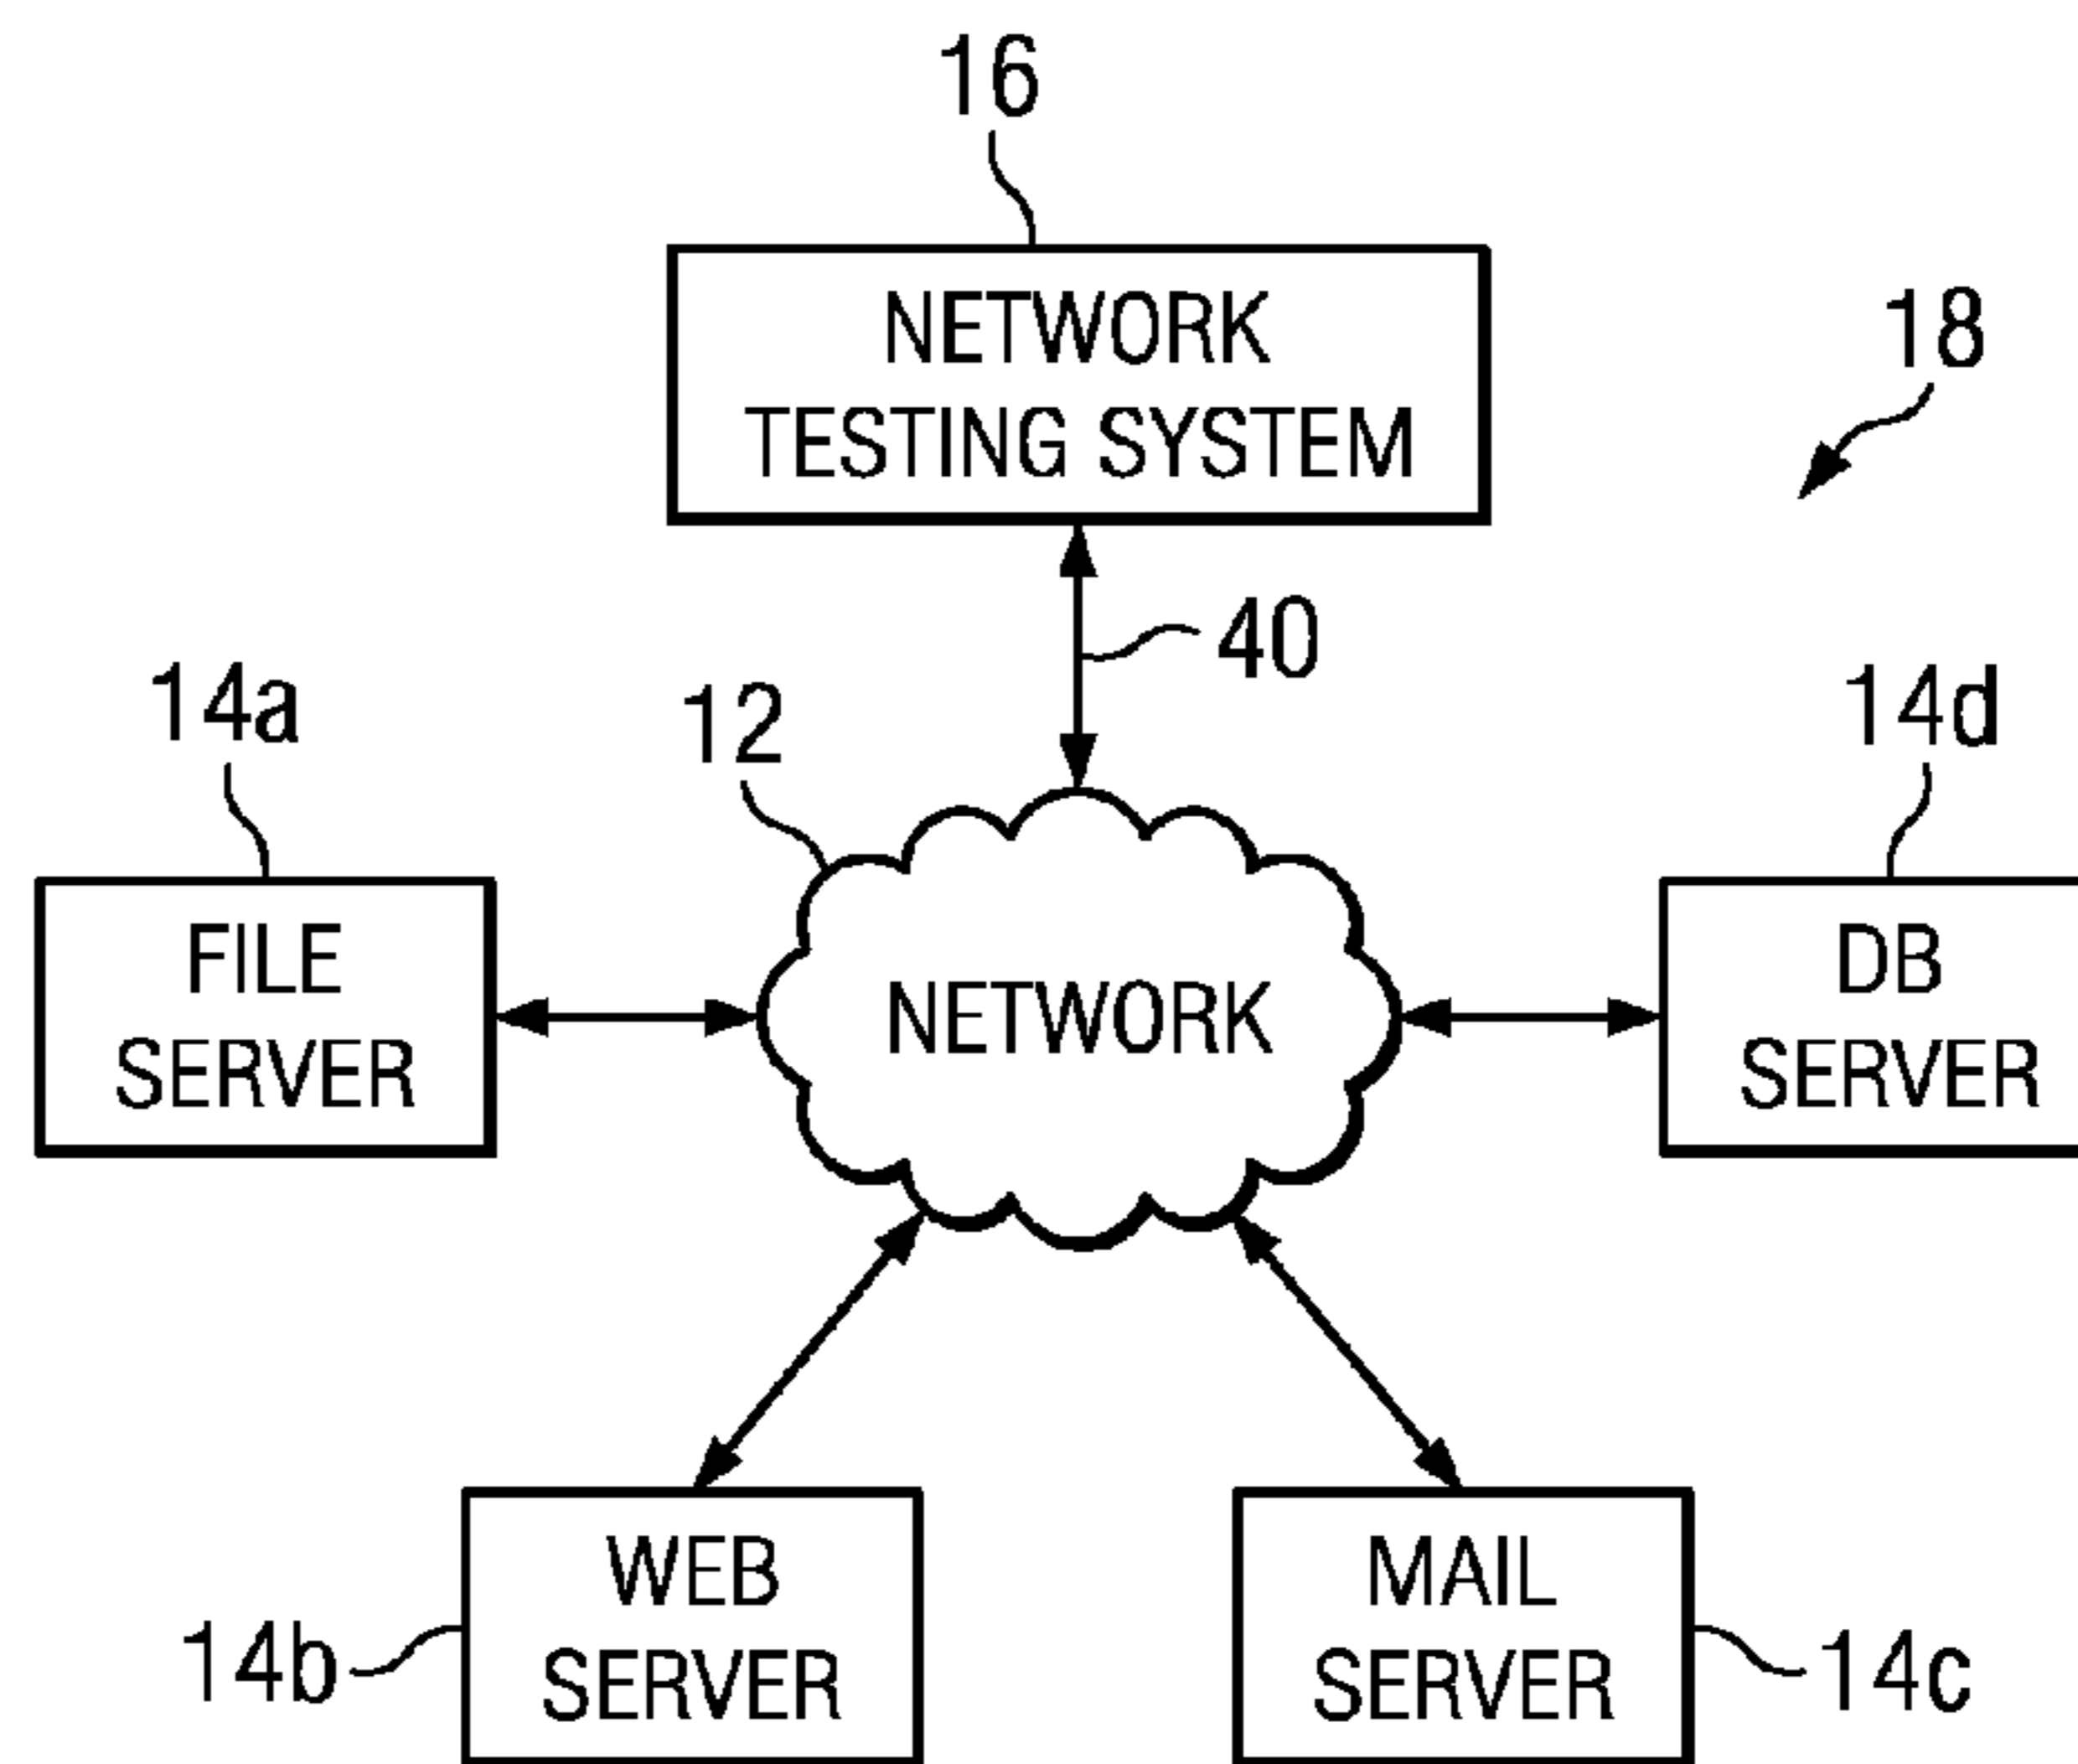 16
NETWORK
TESTING SYSTEM
18
40
14a
12
14d
FILE
SERVER
NETWORK
DB
SERVER
WEB
SERVER
14b
MAIL
SERVER
14c